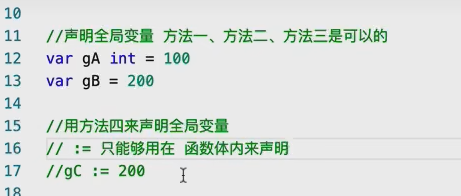 10
11 //声明全局变量 方法一、方法二、方法三是可以的
12 var gA int = 100
13 var gB = 200
14
15 //用方法四来声明全局变量
16 // := 只能够用在 函数体内来声明
17 //gC := 200
18